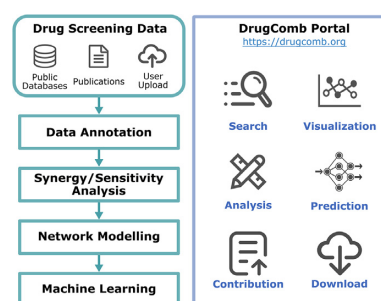 Drug Screening Data
Public
Databases
Publications
User
Upload
Data Annotation
Synergy/Sensitivity
Analysis
Network Modelling
Machine Learning
DrugComb Portal
https://drugcomb.org
Search
Visualization
Analysis
Prediction
Contribution
Download